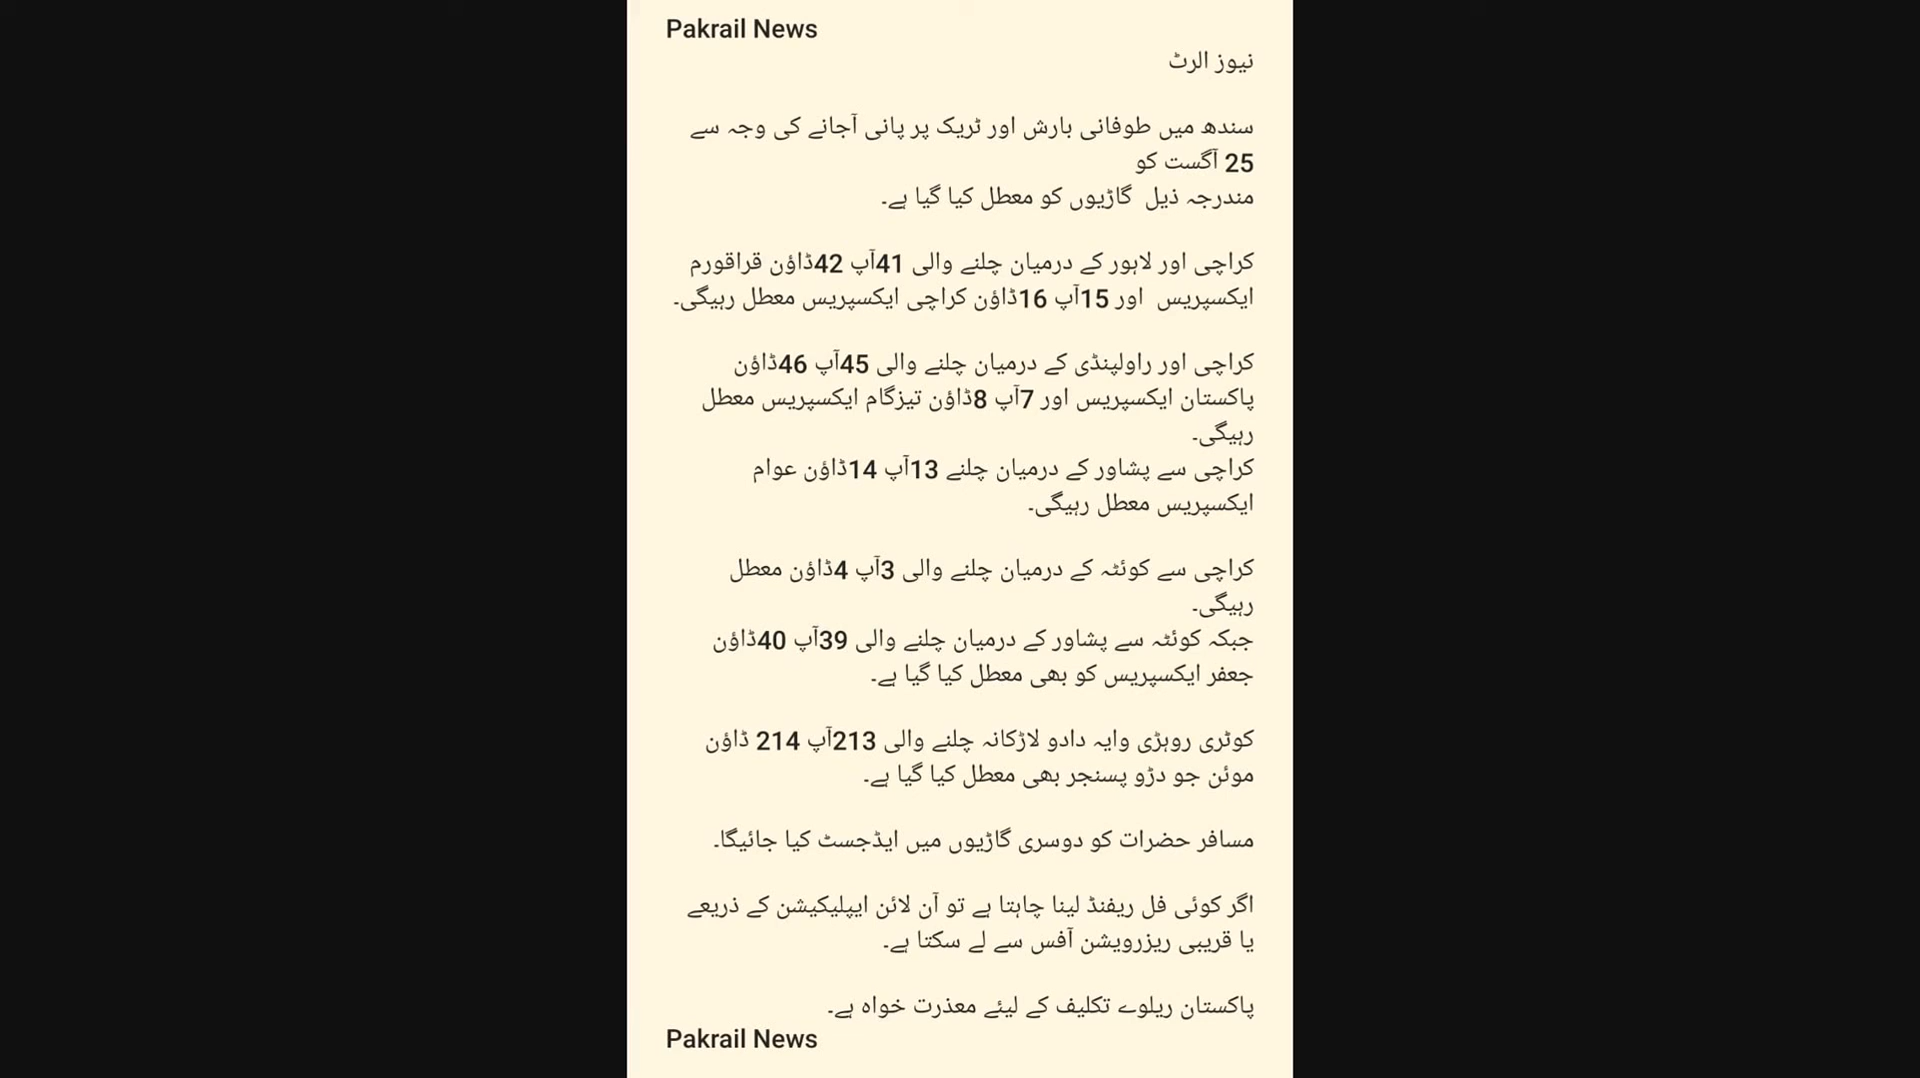 Pakrail News
نیوز الرٹ
سندھ میں طوفانی بارش اور ٹریک پر پانی آجانے کی وجہ سے
25 آگست کو
مندرجہ ذیل گاڑیوں کو معطل کیا گیا ہے۔
کراچی اور لاہور کے درمیان چلنے والی 41آپ 42ڈاؤن قراقورم
ایکسپریس اور 15آپ 16ڈاؤن کراچی ایکسپریس معطل رہیگی۔
کراچی اور راولپنڈی کے درمیان چلنے والی 45آپ 46ڈاؤن
پاکستان ایکسپریس اور 7آپ 8ڈاؤن تیزگام ایکسپریس معطل
رہیگی۔
کراچی سے پشاور کے درمیان چلنے 13آپ 14ڈاؤن عوام
ایکسپریس معطل رہیگی۔
کراچی سے کوئٹہ کے درمیان چلنے والی 3آپ 4ڈاؤن معطل
رہیگی۔
جبکہ کوئٹہ سے پشاور کے درمیان چلنے والی 39آپ 40ڈاؤن
جعفر ایکسپریس کو بھی معطل کیا گیا ہے۔
کوٹری روہڑی وایہ دادو لاڑکانہ چلنے والی 213آپ 214 ڈاؤن
موئن جو دڑو پسنجر بھی معطل کیا گیا ہے۔
مسافر حضرات کو دوسری گاڑیوں میں ایڈجسٹ کیا جائیگا۔
اگر کوئی فل ریفنڈ لینا چاہتا ہے تو آن لائن ایپلیکیشن کے ذریعے
یا قریبی ریزرویشن آفس سے لے سکتا ہے۔
پاکستان ریلوے تکلیف کے لیئے معذرت خواہ ہے۔
Pakrail News